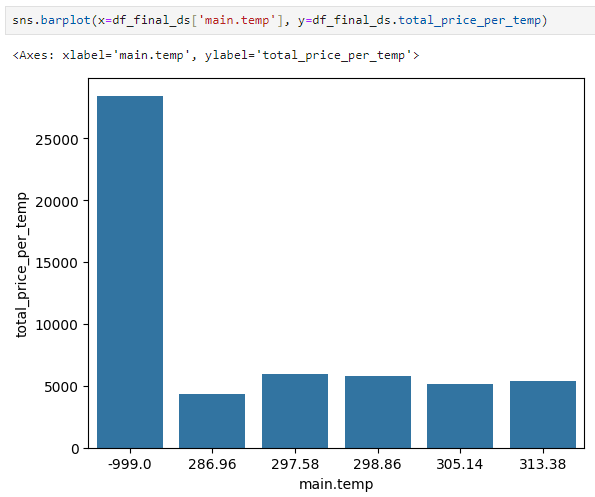 sns.barplot(x=df_final_ds['main.temp'], y=df_final_ds.total_price_per_temp)
<Axes: xlabel='main.temp', ylabel='total_price_per_temp'>
25000
20000
15000
10000
5000
0
total_price_per_temp
-999.0 286.96 297.58 298.86 305.14 313.38
main.temp